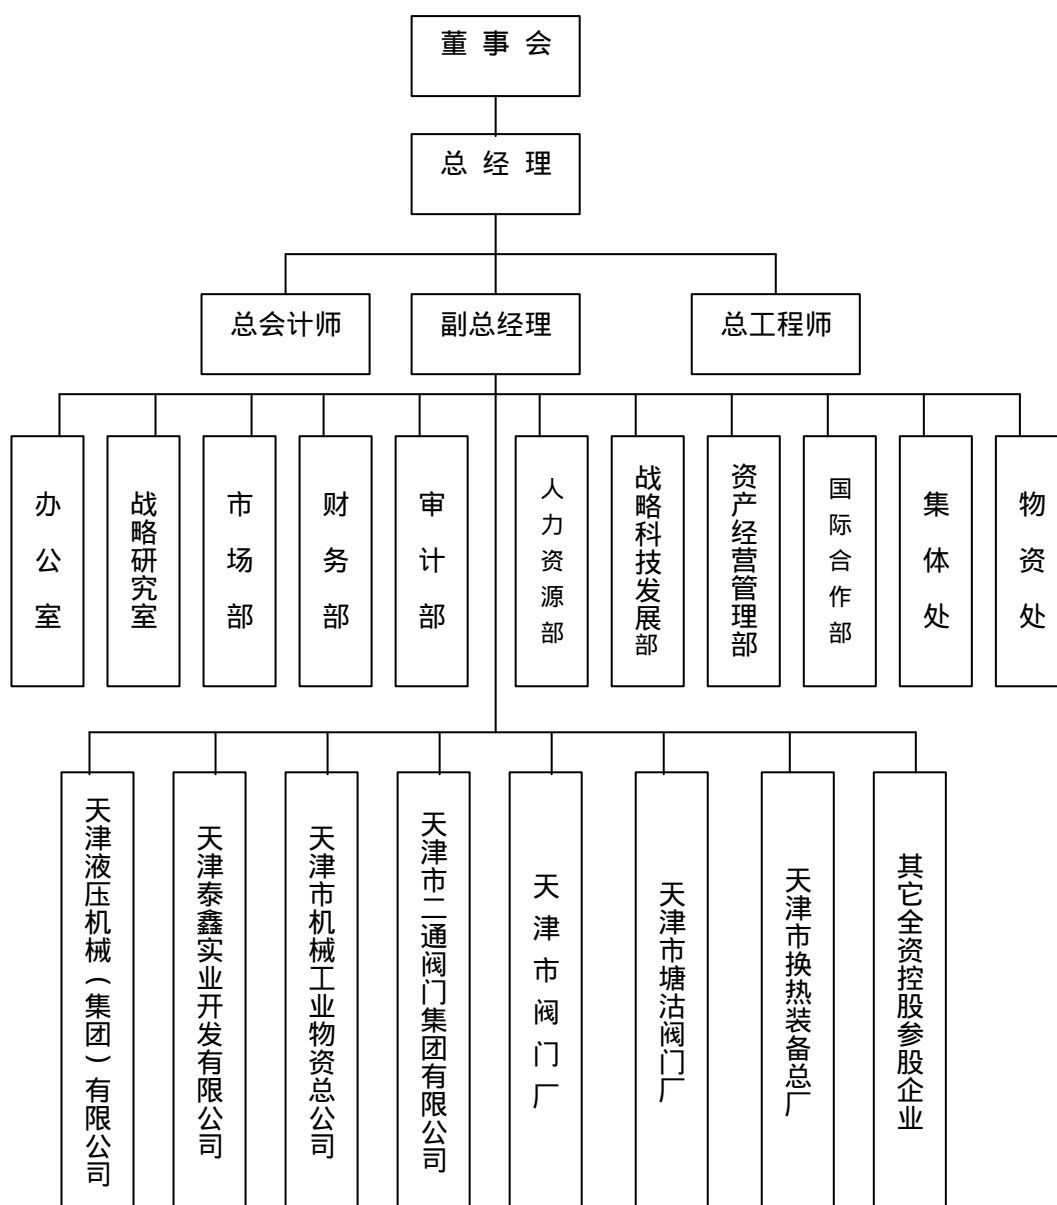 董事会
总经理
总会计师
副总经理
总工程师
办公室
战略研究室
市场部
财务部
审计部
人力资源部
战略科技发展部
资产经营管理部
国际合作部
集体处
物资处
天津液压机械（集团）有限公司
天津泰鑫实业开发有限公司
天津市机械工业物资总公司
天津市二通阀门集团有限公司
天津市阀门厂
天津市塘沽阀门厂
天津市换热装备总厂
其它全资控股参股企业